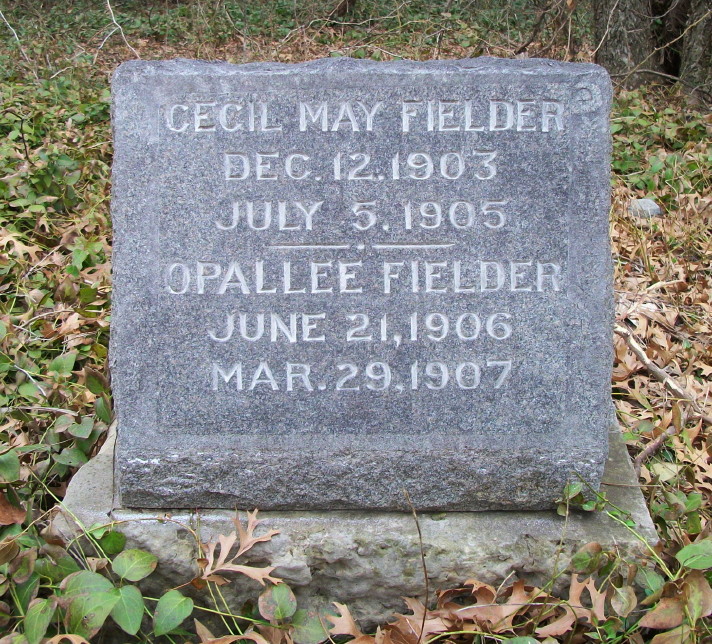 CECIL MAY FIELDER
DEC. 12. 1903
JULY 5, 1905
OPALLEE FIELDER
JUNE 21, 1906
MAR. 29, 1907